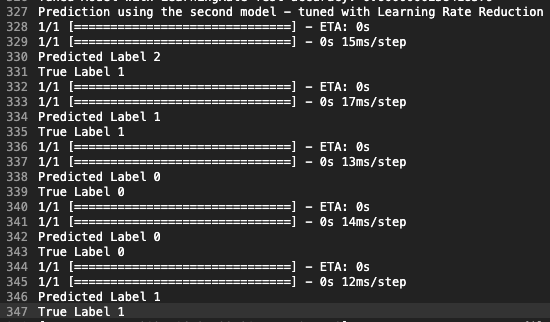 327 Prediction using the second model - tuned with Learning Rate Reduction
328 1/1 [==============================] - ETA: 0s
329 1/1 [==============================] - 0s 15ms/step
330 Predicted Label 2
331 True Label 1
332 1/1 [==============================] - ETA: 0s
333 1/1 [==============================] - 0s 17ms/step
334 Predicted Label 1
335 True Label 1
336 1/1 [==============================] - ETA: 0s
337 1/1 [==============================] - 0s 13ms/step
338 Predicted Label 0
339 True Label 0
340 1/1 [==============================] - ETA: 0s
341 1/1 [==============================] - 0s 14ms/step
342 Predicted Label 0
343 True Label 0
344 1/1 [==============================] - ETA: 0s
345 1/1 [==============================] - 0s 12ms/step
346 Predicted Label 1
347 True Label 1